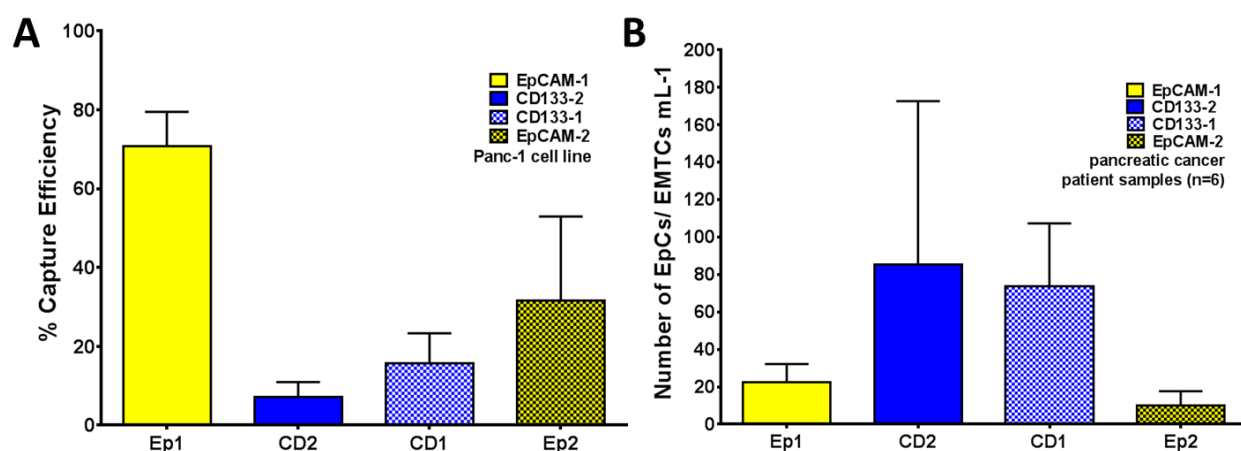 A
% Capture Efficiency
100
80
60
40
20
0
EpCAM-1
CD133-2
CD133-1
EpCAM-2
Panc-1 cell line
Ep1 CD2 CD1 Ep2
B
Number of EpCs/ EMTCs mL-1
200
180
160
140
120
100
80
60
40
20
0
EpCAM-1
CD133-2
CD133-1
EpCAM-2
pancreatic cancer
patient samples (n=6)
Ep1 CD2 CD1 Ep2